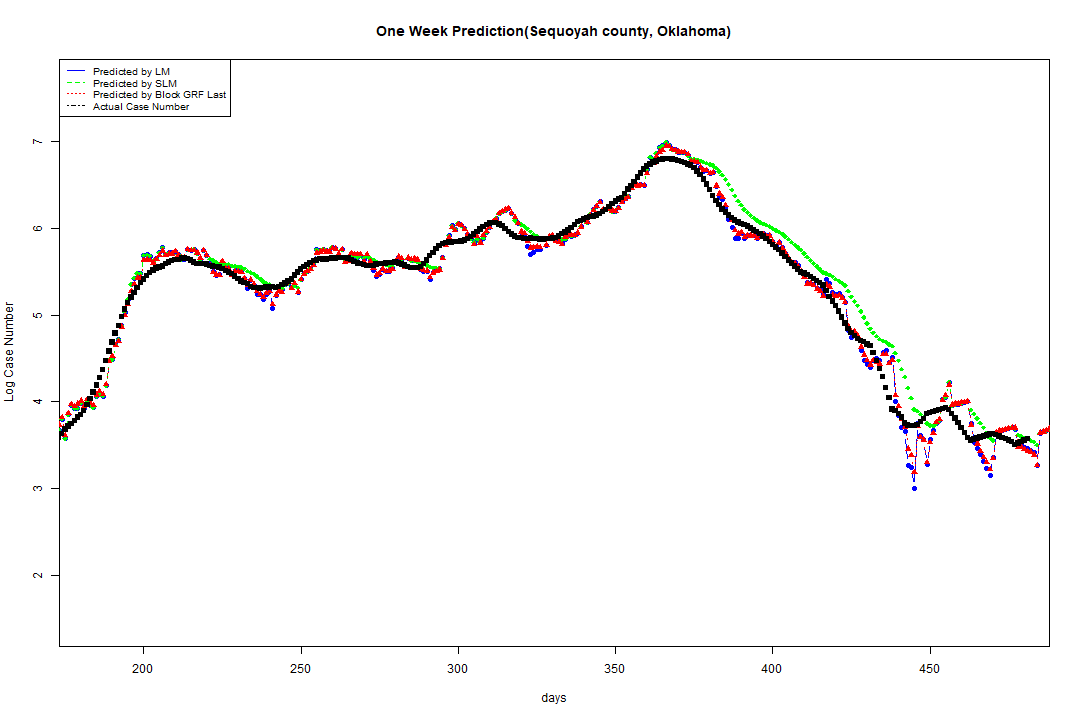 One Week Prediction(Sequoyah county, Oklahoma)
Predicted by LM
Predicted by SLM
Predicted by Block GRF Last
Actual Case Number
7
6
5
4
3
2
Log Case Number
200 250 300 350 400 450
days